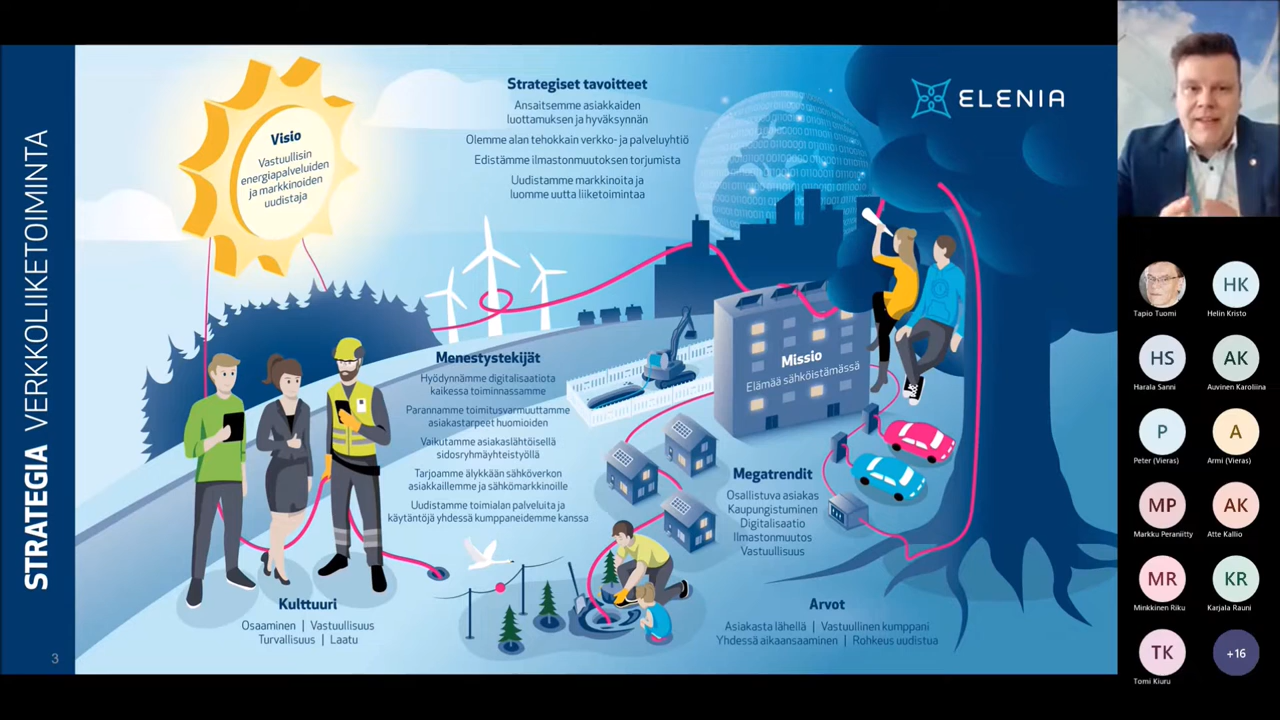 STRATEGIA VERKKOLIIKETOIMINTA
Visio
Vastuullisin
energiapalveluiden
ja markkinoiden
uudistaja
Strategiset tavoitteet
Ansaitsemme asiakkaiden
luottamuksen ja hyväksynnän
Olemme alan tehokkain verkko- ja palveluyhtiö
Edistämme ilmastonmuutoksen torjumista
Uudistamme markkinoita ja
luomme uutta liiketoimintaa
ELENIA
Menestystekijät
Hyödynnämme digitalisaatiota
kaikessa toiminnassamme
Parannamme toimitusvarmuuttamme
asiakastarpeet huomioiden
Vaikutamme asiakaslähtöisellä
sidosryhmäyhteistyöllä
Tarjoamme älykkään sähköverkon
asiakkaillemme ja sähkömarkkinoille
Uudistamme toimialan palveluita ja
käytäntöjä yhdessä kumppaneidemme kanssa
Missio
Elämää sähköistämässä
Megatrendit
Osallistuva asiakas
Kaupungistuminen
Digitalisaatio
Ilmastonmuutos
Vastuullisuus
Kulttuuri
Osaaminen | Vastuullisuus
Turvallisuus | Laatu
Arvot
Asiakasta lähellä | Vastuullinen kumppani
Yhdessä aikaansaaminen | Rohkeus uudistua
3
Tapio Tuomi
HK
Helin Kristo
HS
Harala Sanni
AK
Auvinen Karoliina
P
Peter (Vieras)
A
Armi (Vieras)
MP
Markku Peraniitty
AK
Atte Kallio
MR
Minkkinen Riku
KR
Karjala Rauni
TK
Tomi Kiuru
+16